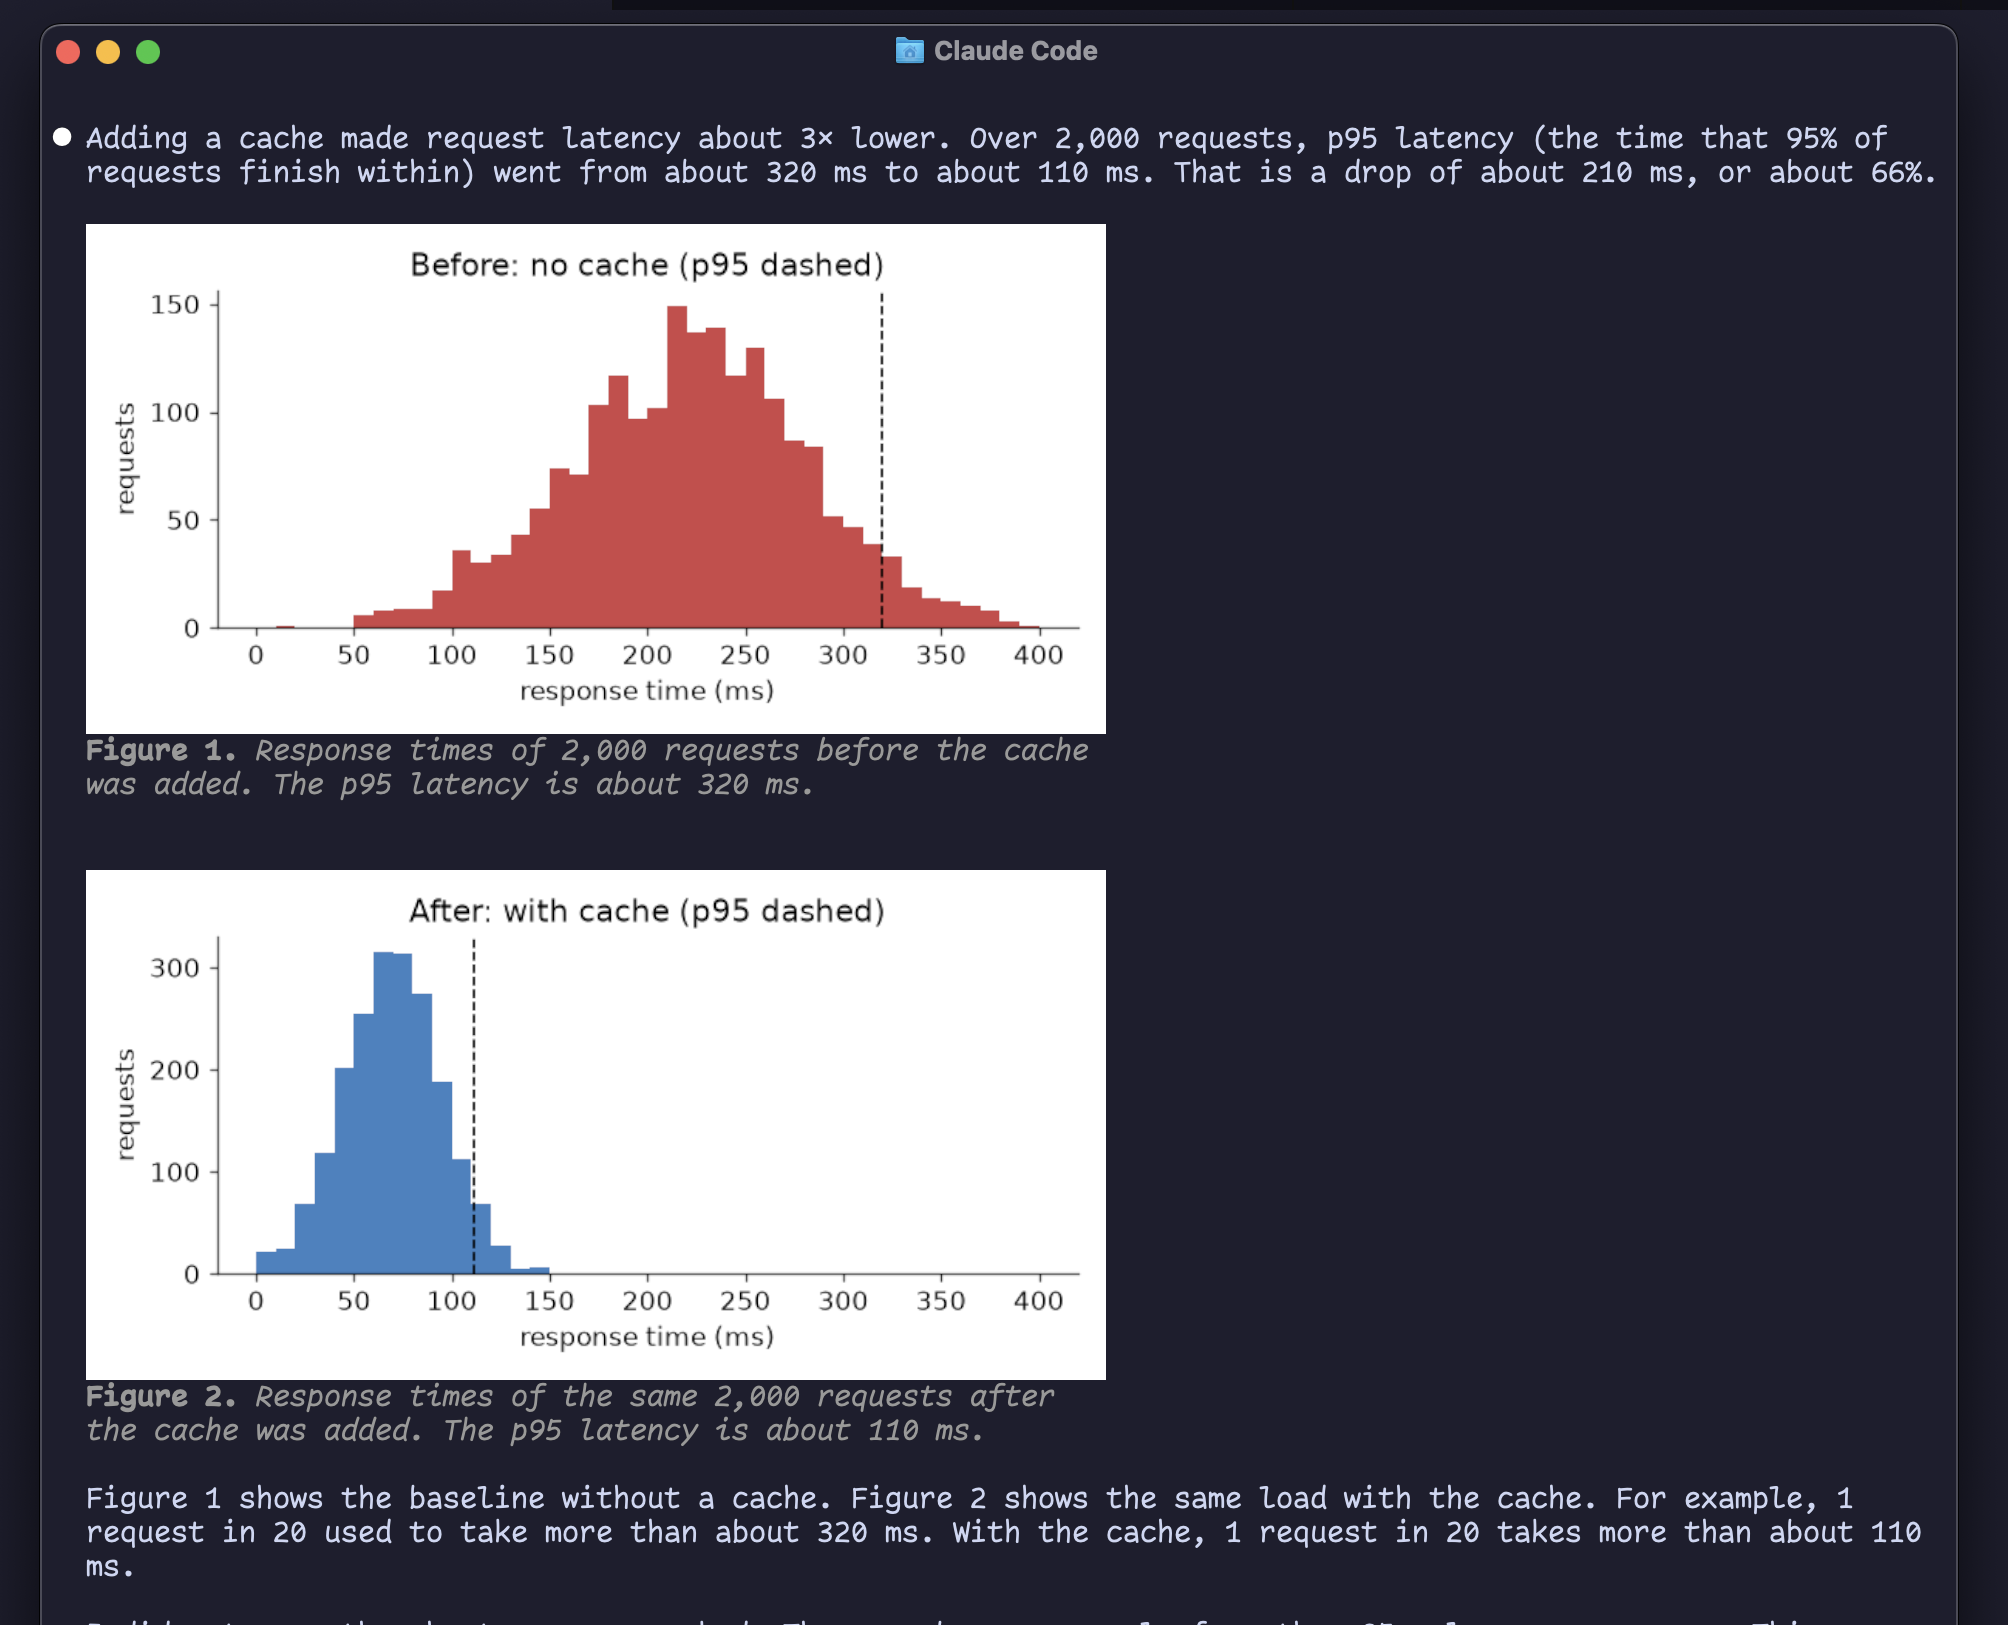 Claude Code
Adding a cache made request latency about 3× lower. Over 2,000 requests, p95 latency (the time that 95% of
requests finish within) went from about 320 ms to about 110 ms. That is a drop of about 210 ms, or about 66%.
Before: no cache (p95 dashed)
150
100
50
0
requests
0 50 100 150 200 250 300 350 400
response time (ms)
Figure 1. Response times of 2,000 requests before the cache
was added. The p95 latency is about 320 ms.
After: with cache (p95 dashed)
300
200
100
0
requests
0 50 100 150 200 250 300 350 400
response time (ms)
Figure 2. Response times of the same 2,000 requests after
the cache was added. The p95 latency is about 110 ms.
Figure 1 shows the baseline without a cache. Figure 2 shows the same load with the cache. For example, 1
request in 20 used to take more than about 320 ms. With the cache, 1 request in 20 takes more than about 110
ms.